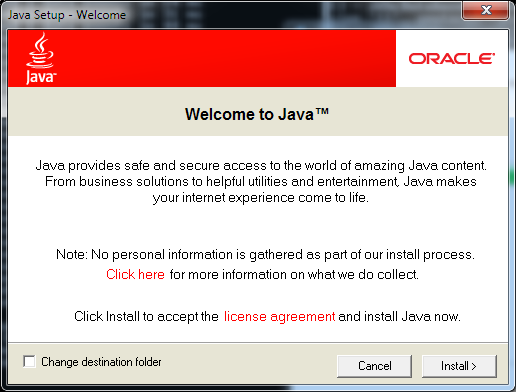 Java Setup - Welcome
Java™
ORACLE®
Welcome to Java™
Java provides safe and secure access to the world of amazing Java content.
From business solutions to helpful utilities and entertainment, Java makes
your internet experience come to life.
Note: No personal information is gathered as part of our install process.
Click here for more information on what we do collect.
Click Install to accept the license agreement and install Java now.
Change destination folder
Cancel
Install >